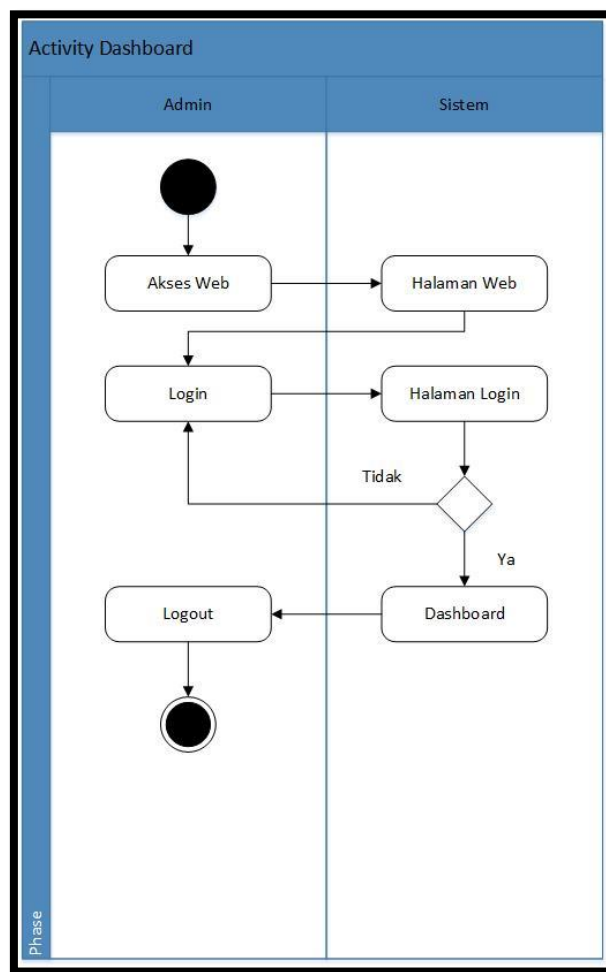 Activity Dashboard
Admin
Sistem
Akses Web
Halaman Web
Login
Halaman Login
Tidak
Ya
Logout
Dashboard
Phase